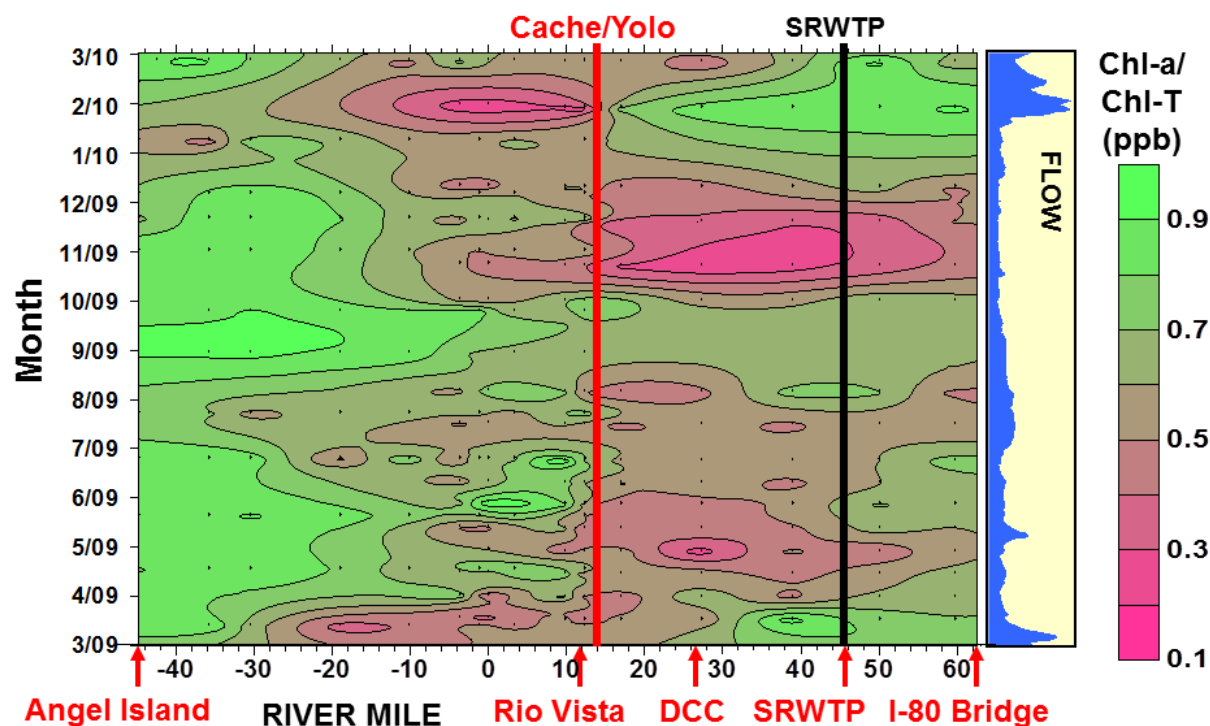 Cache/Yolo
SRWTP
Chl-a/
Chl-T
(ppb)
3/10
2/10
1/10
12/09
11/09
10/09
9/09
8/09
7/09
6/09
5/09
4/09
3/09
Month
FLOW
0.9
0.7
0.5
0.3
0.1
-40 -30 -20 -10 0 10 20 30 40 50 60
Angel Island RIVER MILE Rio Vista DCC SRWTP I-80 Bridge